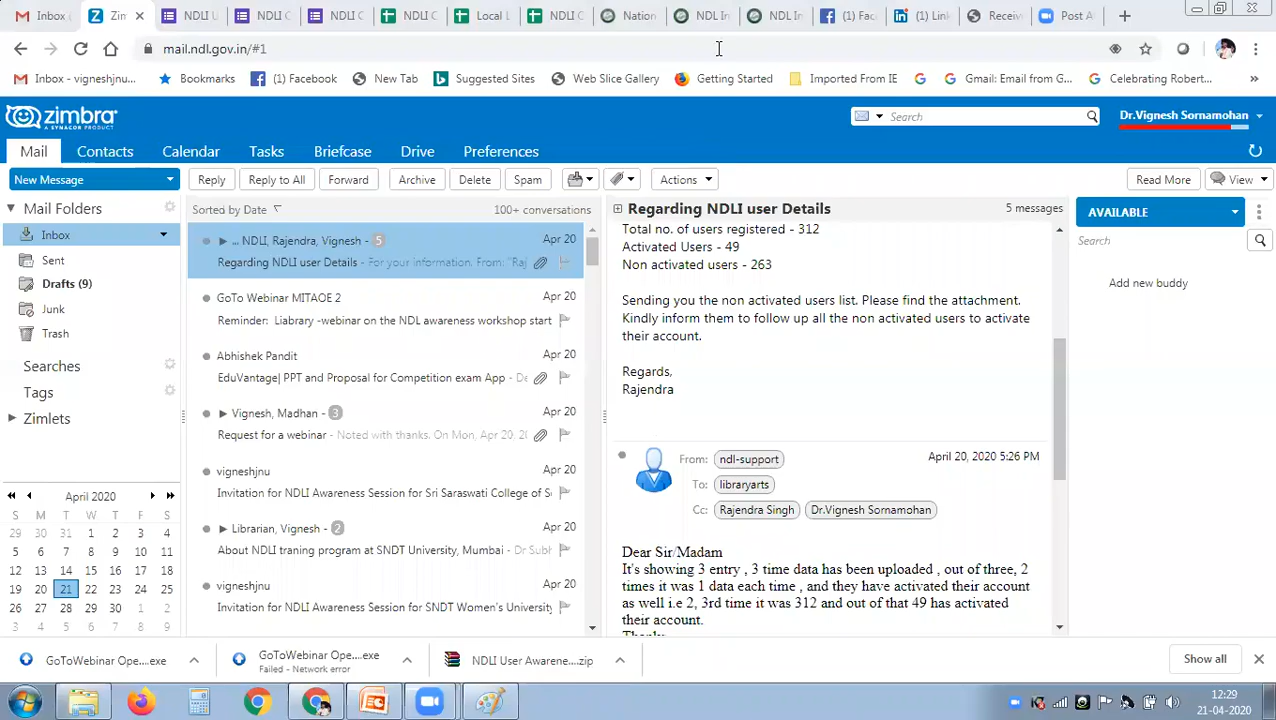 Inbox
Zim
NDLI U
NDLI C
NDLI C
NDLI C
Local L
NDLI C
Nation
NDL In
NDL In
(1)
(1) Lin
Receiv
Post A
mail.ndl.gov.in/#1
Inbox - vigneshjnu...
Bookmarks
(1) Facebook
New Tab
Suggested Sites
Web Slice Gallery
Getting Started
Imported From IE
Gmail: Email from G...
Celebrating Robert...
zimbra
A SYNACOR PRODUCT
Search
Dr.Vignesh Sornamohan
Mail
Contacts
Calendar
Tasks
Briefcase
Drive
Preferences
New Message
Reply
Reply to All
Forward
Archive
Delete
Spam
Actions
Read More
View
Mail Folders
Inbox
Sent
Drafts (9)
Junk
Trash
Searches
Tags
Zimlets
April 2020
S M T W T F S
29 30 31 1 2 3 4
5 6 7 8 9 10 11
12 13 14 15 16 17 18
19 20 21 22 23 24 25
26 27 28 29 30 1 2
3 4 5 6 7 8 9
Sorted by Date
100+ conversations
... NDLI, Rajendra, Vignesh - 5
Apr 20
Regarding NDLI user Details - For your information. From: "Raj
GoTo Webinar MITAOE 2
Apr 20
Reminder: Liabrary -webinar on the NDL awareness workshop start
Abhishek Pandit
Apr 20
EduVantage| PPT and Proposal for Competition exam App - De
Vignesh, Madhan - 3
Apr 20
Request for a webinar - Noted with thanks. On Mon, Apr 20, 20
vigneshjnu
Apr 20
Invitation for NDLI Awareness Session for Sri Saraswati College of Se
Librarian, Vignesh - 2
Apr 20
About NDLI traning program at SNDT University, Mumbai - Dr Subh
vigneshjnu
Apr 20
Invitation for NDLI Awareness Session for SNDT Women's University
Regarding NDLI user Details
5 messages
Total no. of users registered - 312
Activated Users - 49
Non activated users - 263
Sending you the non activated users list. Please find the attachment.
Kindly inform them to follow up all the non activated users to activate
their account.
Regards,
Rajendra
From: ndl-support
April 20, 2020 5:26 PM
To: libraryarts
Cc: Rajendra Singh Dr.Vignesh Sornamohan
Dear Sir/Madam
It's showing 3 entry , 3 time data has been uploaded , out of three, 2
times it was 1 data each time , and they have activated their account
as well i.e 2, 3rd time it was 312 and out of that 49 has activated
their account.
AVAILABLE
Search
Add new buddy
GoToWebinar Ope....exe
GoToWebinar Ope....exe
Failed - Network error
NDLI User Awarene....zip
Show all
12:29
21-04-2020